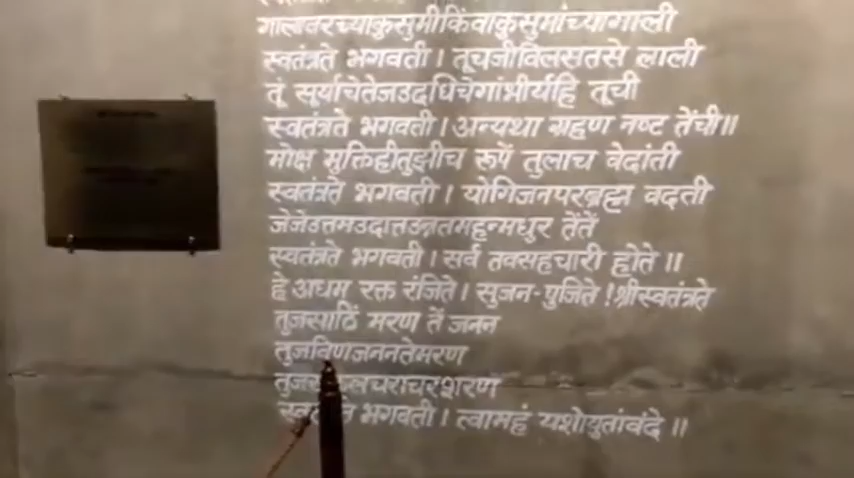 गालावरच्याकुसुमीकिंवाकुसुमांच्यागाली
स्वतंत्रते भगवती । तूचजीविलसतसे लाली
तूं सूर्याचेतेजउदधिचेगांभीर्यहि तूची
स्वतंत्रते भगवती । अन्यथा ग्रहण नष्ट तेंची॥
मोक्ष मुक्तिहीतुझीच रूपें तुलाच वेदांती
स्वतंत्रते भगवती । योगिजनपरब्रह्म वदती
जेजेउत्तमउदात्तउन्नतमहन्मधुर तेंतें
स्वतंत्रते भगवती । सर्व तवसहचारी होते ॥
हे अधम रक्त रंजिते । सुजन-पुजिते ! श्रीस्वतंत्रते
तुजसाठिं मरण तें जनन
तुजविणजननतेमरण
चराचरशरण
भगवती । त्वामहं यशोयुतांवंदे ॥